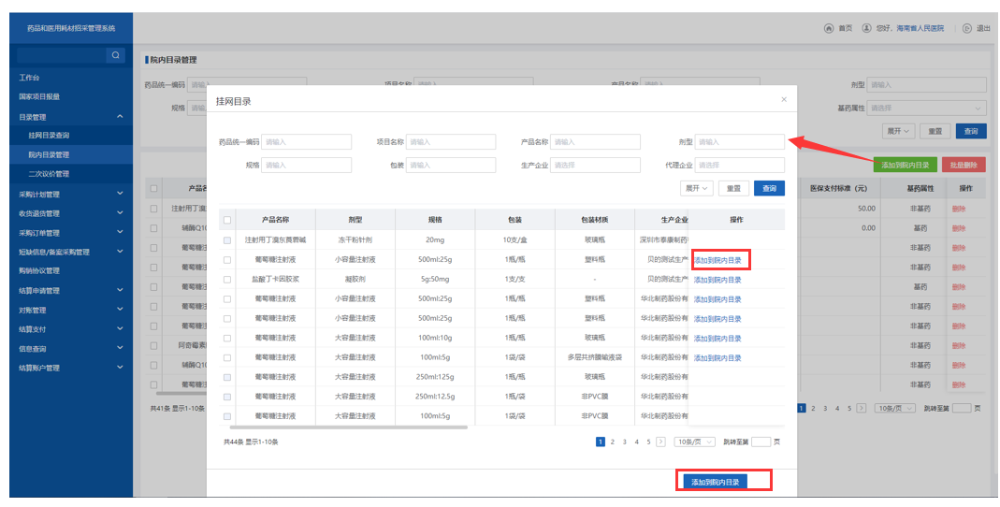 药品和医用耗材招采管理系统
首页 您好，海南省人民医院 退出
工作台
国家项目报量
目录管理
挂网目录查询
院内目录管理
二次议价管理
采购计划管理
收货退货管理
采购订单管理
短缺信息/备案采购管理
购销协议管理
结算申请管理
对账管理
结算支付
信息查询
结算账户管理
院内目录管理
药品统一编码 请输入 项目名称 请输入 产品名称 请输入 剂型 请输入
规格 请输 基药属性 请选择
展开 重置 查询
添加到院内目录 批量删除
产品名 医保支付标准（元） 基药属性 操作
注射用丁溴 50.00 非基药 删除
辅酶Q10 0.00 基药 删除
葡萄糖注 非基药 删除
葡萄糖注 非基药 删除
葡萄糖注 基药 删除
葡萄糖注 非基药 删除
葡萄糖注 非基药 删除
阿奇霉素 非基药 删除
辅酶Q10 非基药 删除
葡萄糖注 非基药 删除
共41条 显示1-10条 1 2 3 4 5 10条/页 跳转至第 页
挂网目录
药品统一编码 请输入 项目名称 请输入 产品名称 请输入 剂型 请输入
规格 请选择 包装 请输入 生产企业 请选择 代理企业 请选择
展开 重置 查询
产品名称 剂型 规格 包装 包装材质 生产企业 操作
注射用丁溴东莨菪碱 冻干粉针剂 20mg 10支/盒 玻璃瓶 深圳市泰康制药
葡萄糖注射液 小容量注射液 500ml:25g 1瓶/瓶 塑料瓶 贝的测试生产 添加到院内目录
盐酸丁卡因胶浆 凝胶剂 5g:50mg 1支/支 - 贝的测试生产 添加到院内目录
葡萄糖注射液 小容量注射液 500ml:25g 1瓶/瓶 塑料瓶 华北制药股份有 添加到院内目录
葡萄糖注射液 小容量注射液 500ml:25g 1瓶/瓶 塑料瓶 华北制药股份有 添加到院内目录
葡萄糖注射液 大容量注射液 100ml:10g 1瓶/瓶 玻璃瓶 华北制药股份有 添加到院内目录
葡萄糖注射液 大容量注射液 100ml:5g 1袋/袋 多层共挤膜输液袋 华北制药股份有 添加到院内目录
葡萄糖注射液 大容量注射液 250ml:125g 1瓶/瓶 玻璃瓶 华北制药股份有
葡萄糖注射液 大容量注射液 250ml:12.5g 1瓶/袋 非PVC膜 华北制药股份有
葡萄糖注射液 大容量注射液 100ml:5g 1袋/袋 非PVC膜 华北制药股份有
共44条 显示1-10条 1 2 3 4 5 10条/页 跳转至第 页
添加到院内目录